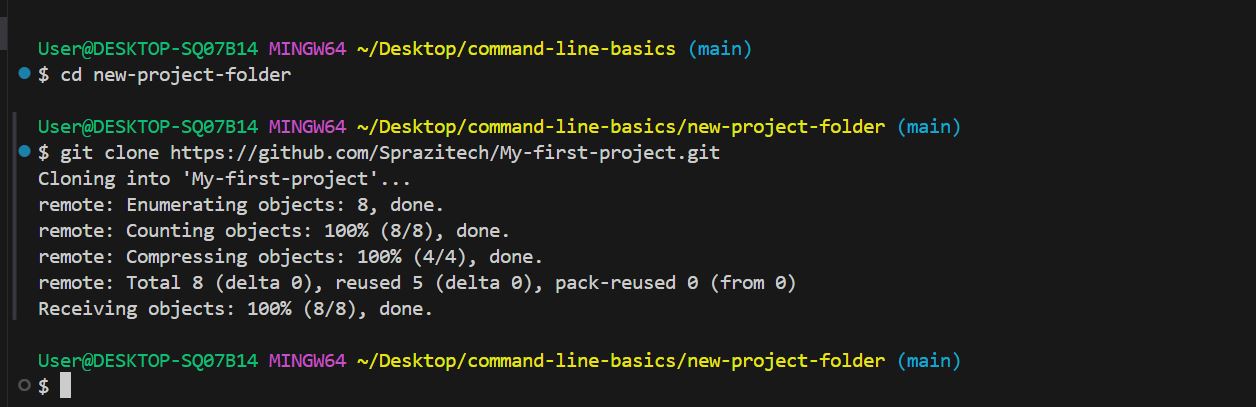 User@DESKTOP-SQ07B14 MINGW64 ~/Desktop/command-line-basics (main)
$ cd new-project-folder
User@DESKTOP-SQ07B14 MINGW64 ~/Desktop/command-line-basics/new-project-folder (main)
$ git clone https://github.com/Sprazitech/My-first-project.git
Cloning into 'My-first-project'...
remote: Enumerating objects: 8, done.
remote: Counting objects: 100% (8/8), done.
remote: Compressing objects: 100% (4/4), done.
remote: Total 8 (delta 0), reused 5 (delta 0), pack-reused 0 (from 0)
Receiving objects: 100% (8/8), done.
User@DESKTOP-SQ07B14 MINGW64 ~/Desktop/command-line-basics/new-project-folder (main)
$